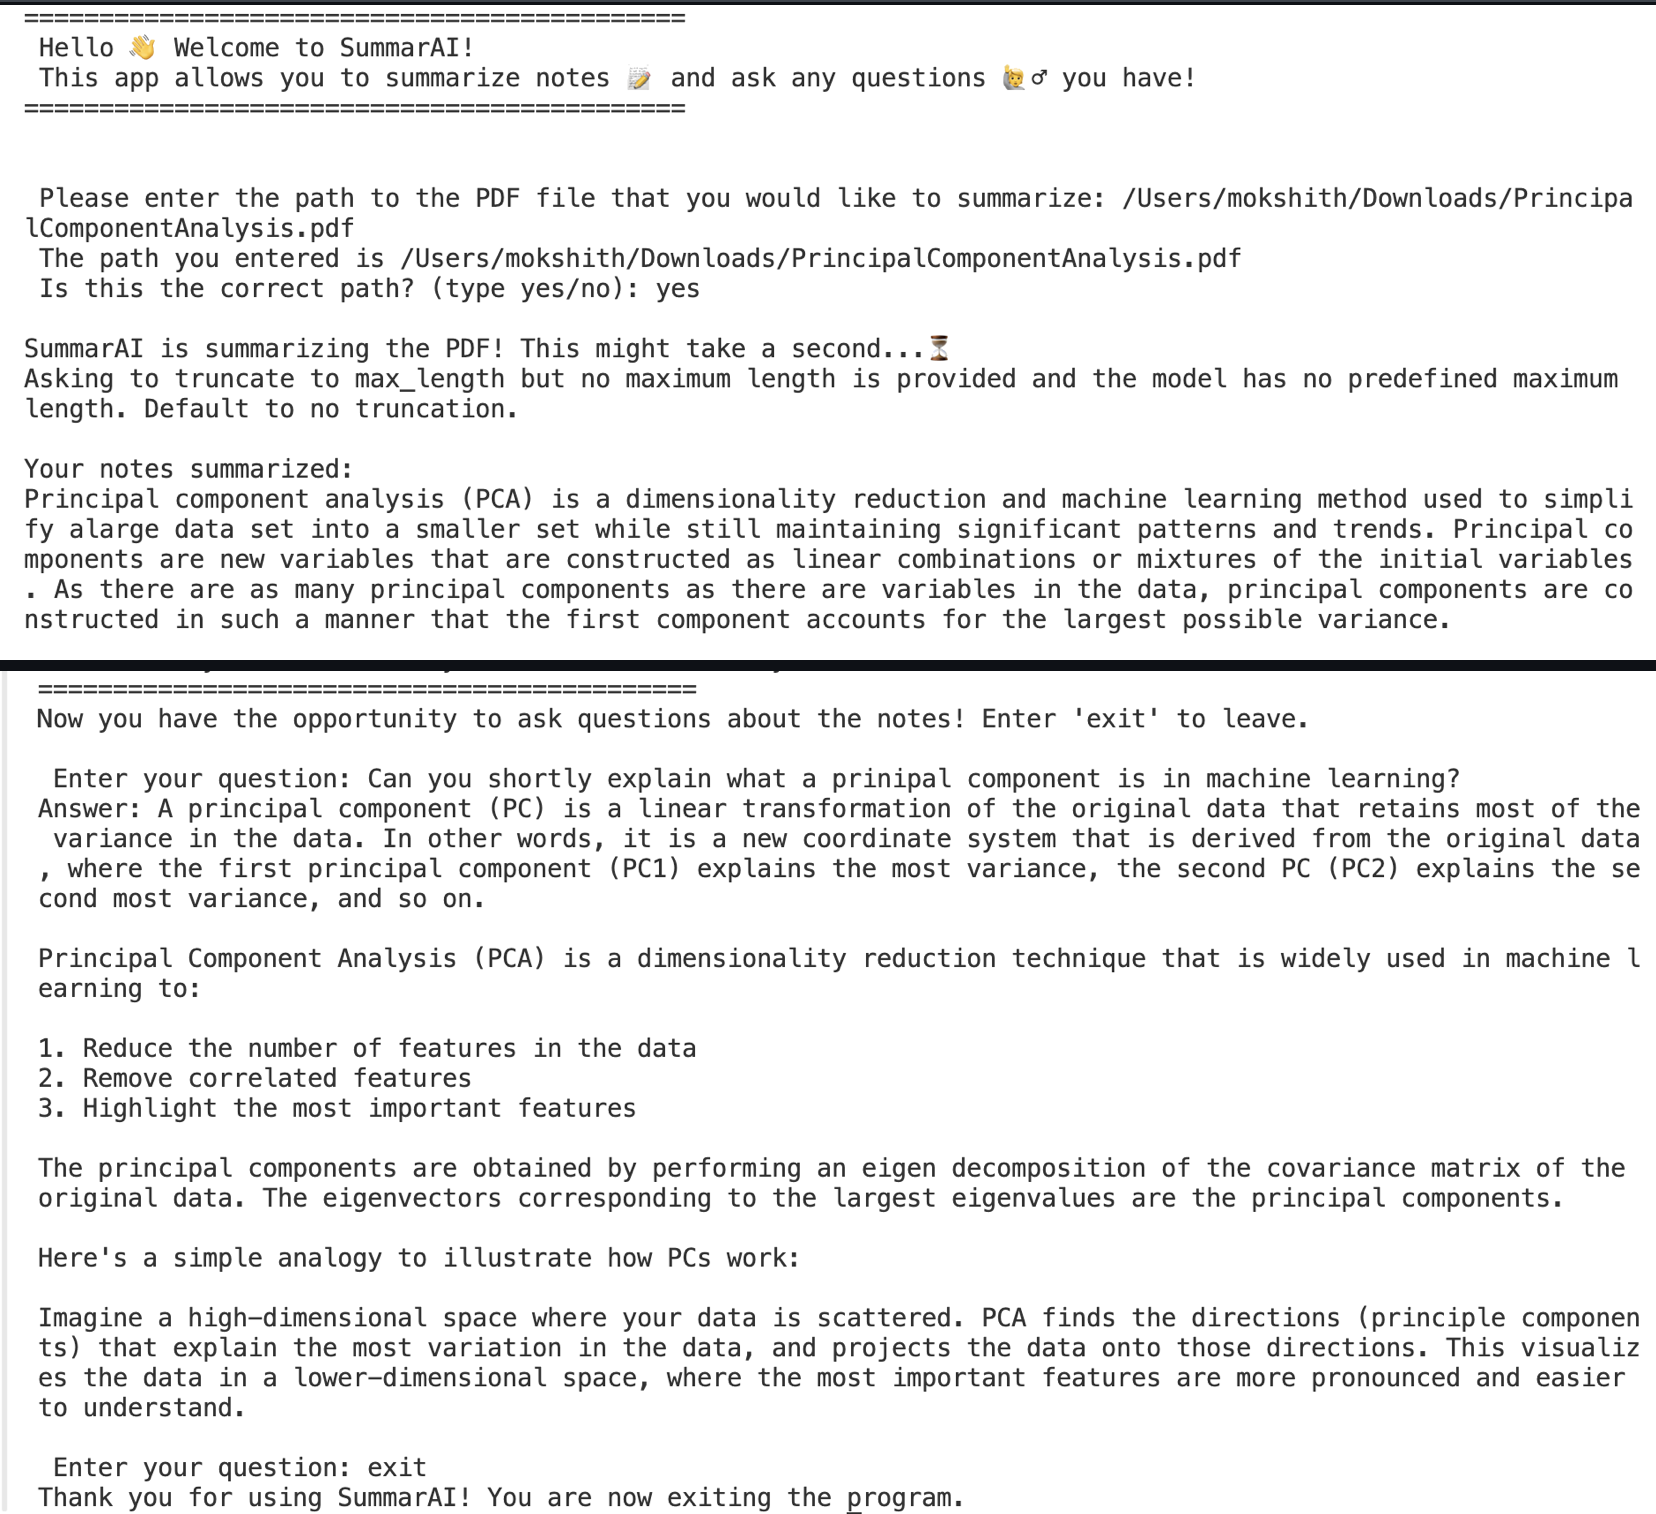 ============================================
Hello 👋 Welcome to SummarAI!
This app allows you to summarize notes 📝 and ask any questions 🙋♂ you have!
============================================
Please enter the path to the PDF file that you would like to summarize: /Users/mokshith/Downloads/Principa
lComponentAnalysis.pdf
The path you entered is /Users/mokshith/Downloads/PrincipalComponentAnalysis.pdf
Is this the correct path? (type yes/no): yes
SummarAI is summarizing the PDF! This might take a second...⏳
Asking to truncate to max_length but no maximum length is provided and the model has no predefined maximum
length. Default to no truncation.
Your notes summarized:
Principal component analysis (PCA) is a dimensionality reduction and machine learning method used to simpli
fy alarge data set into a smaller set while still maintaining significant patterns and trends. Principal co
mponents are new variables that are constructed as linear combinations or mixtures of the initial variables
. As there are as many principal components as there are variables in the data, principal components are co
nstructed in such a manner that the first component accounts for the largest possible variance.
============================================
Now you have the opportunity to ask questions about the notes! Enter 'exit' to leave.
Enter your question: Can you shortly explain what a prinipal component is in machine learning?
Answer: A principal component (PC) is a linear transformation of the original data that retains most of the
variance in the data. In other words, it is a new coordinate system that is derived from the original data
, where the first principal component (PC1) explains the most variance, the second PC (PC2) explains the se
cond most variance, and so on.
Principal Component Analysis (PCA) is a dimensionality reduction technique that is widely used in machine l
earning to:
1. Reduce the number of features in the data
2. Remove correlated features
3. Highlight the most important features
The principal components are obtained by performing an eigen decomposition of the covariance matrix of the
original data. The eigenvectors corresponding to the largest eigenvalues are the principal components.
Here's a simple analogy to illustrate how PCs work:
Imagine a high-dimensional space where your data is scattered. PCA finds the directions (principle componen
ts) that explain the most variation in the data, and projects the data onto those directions. This visualiz
es the data in a lower-dimensional space, where the most important features are more pronounced and easier
to understand.
Enter your question: exit
Thank you for using SummarAI! You are now exiting the program.